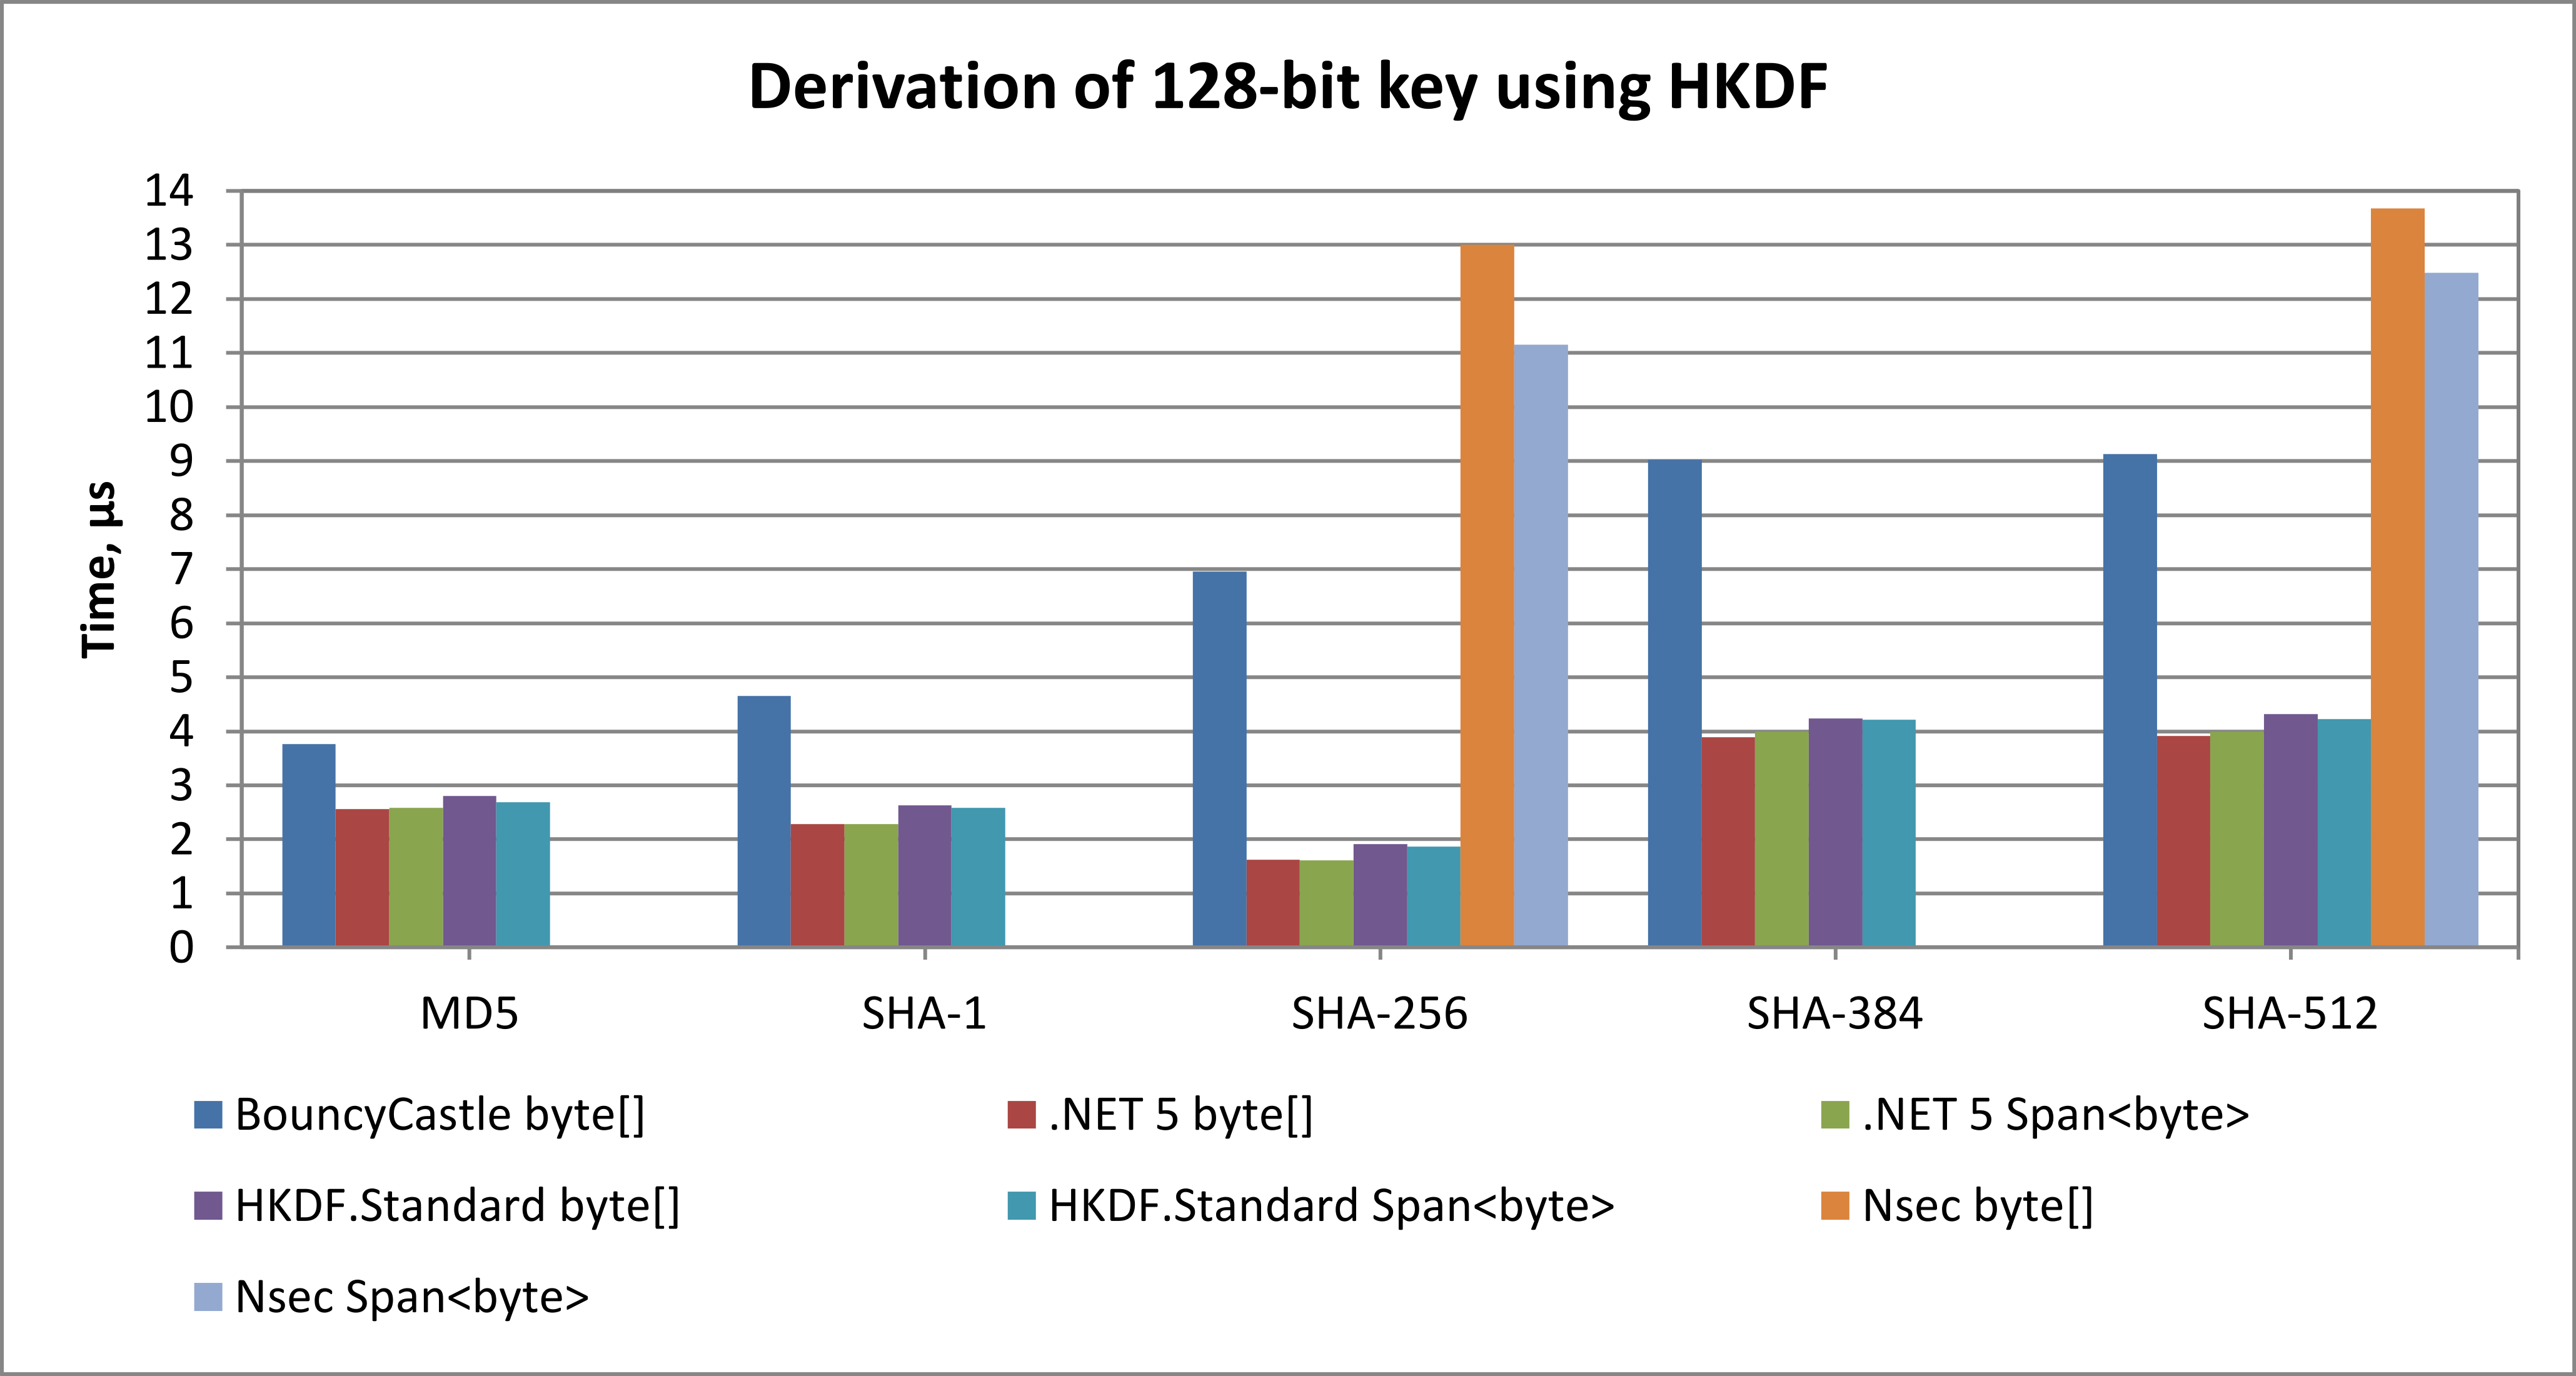 Derivation of 128-bit key using HKDF
14
13
12
11
10
9
8
7
6
5
4
3
2
1
0
Time, µs
MD5 SHA-1 SHA-256 SHA-384 SHA-512
BouncyCastle byte[] .NET 5 byte[] .NET 5 Span<byte>
HKDF.Standard byte[] HKDF.Standard Span<byte> Nsec byte[]
Nsec Span<byte>